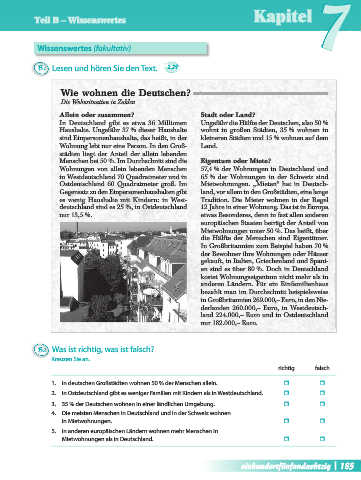 Teil B – Wissenswertes
Kapitel 7
Wissenswertes (fakultativ)
B1 Lesen und hören Sie den Text. 2.29
Wie wohnen die Deutschen?
Die Wohnsituation in Zahlen
Allein oder zusammen?
In Deutschland gibt es etwa 36 Millionen
Haushalte. Ungefähr 37 % dieser Haushalte
sind Einpersonenhaushalte, das heißt, in der
Wohnung lebt nur eine Person. In den Groß-
städten liegt der Anteil der allein lebenden
Menschen bei 50 %. Im Durchschnitt sind die
Wohnungen von allein lebenden Menschen
in Westdeutschland 70 Quadratmeter und in
Ostdeutschland 60 Quadratmeter groß. Im
Gegensatz zu den Einpersonenhaushalten gibt
es wenig Haushalte mit Kindern: in West-
deutschland sind es 25 %, in Ostdeutschland
nur 15,5 %.
Stadt oder Land?
Ungefähr die Hälfte der Deutschen, also 50 %
wohnt in großen Städten, 35 % wohnen in
kleineren Städten und 15 % wohnen auf dem
Land.
Eigentum oder Miete?
57,4 % der Wohnungen in Deutschland und
65 % der Wohnungen in der Schweiz sind
Mietwohnungen. „Mieten“ hat in Deutsch-
land, vor allem in den Großstädten, eine lange
Tradition. Die Mieter wohnen in der Regel
12 Jahre in einer Wohnung. Das ist in Europa
etwas Besonderes, denn in fast allen anderen
europäischen Staaten beträgt der Anteil von
Mietwohnungen unter 50 %. Das heißt, über
die Hälfte der Menschen sind Eigentümer.
In Großbritannien zum Beispiel haben 70 %
der Bewohner ihre Wohnungen oder Häuser
gekauft, in Italien, Griechenland und Spani-
en sind es über 80 %. Doch in Deutschland
kostet Wohnungseigentum nicht mehr als in
anderen Ländern. Für ein Einfamilienhaus
bezahlt man im Durchschnitt beispielsweise
in Großbritannien 269.000,– Euro, in den Nie-
derlanden 260.000,– Euro, in Westdeutsch-
land 224.000,– Euro und in Ostdeutschland
nur 182.000,– Euro.
B2 Was ist richtig, was ist falsch?
Kreuzen Sie an.
richtig falsch
1. In deutschen Großstädten wohnen 50 % der Menschen allein.
2. In Ostdeutschland gibt es weniger Familien mit Kindern als in Westdeutschland.
3. 35 % der Deutschen wohnen in einer ländlichen Umgebung.
4. Die meisten Menschen in Deutschland und in der Schweiz wohnen
in Mietwohnungen.
5. In anderen europäischen Ländern wohnen mehr Menschen in
Mietwohnungen als in Deutschland.
einhundertfünfundachtzig | 185